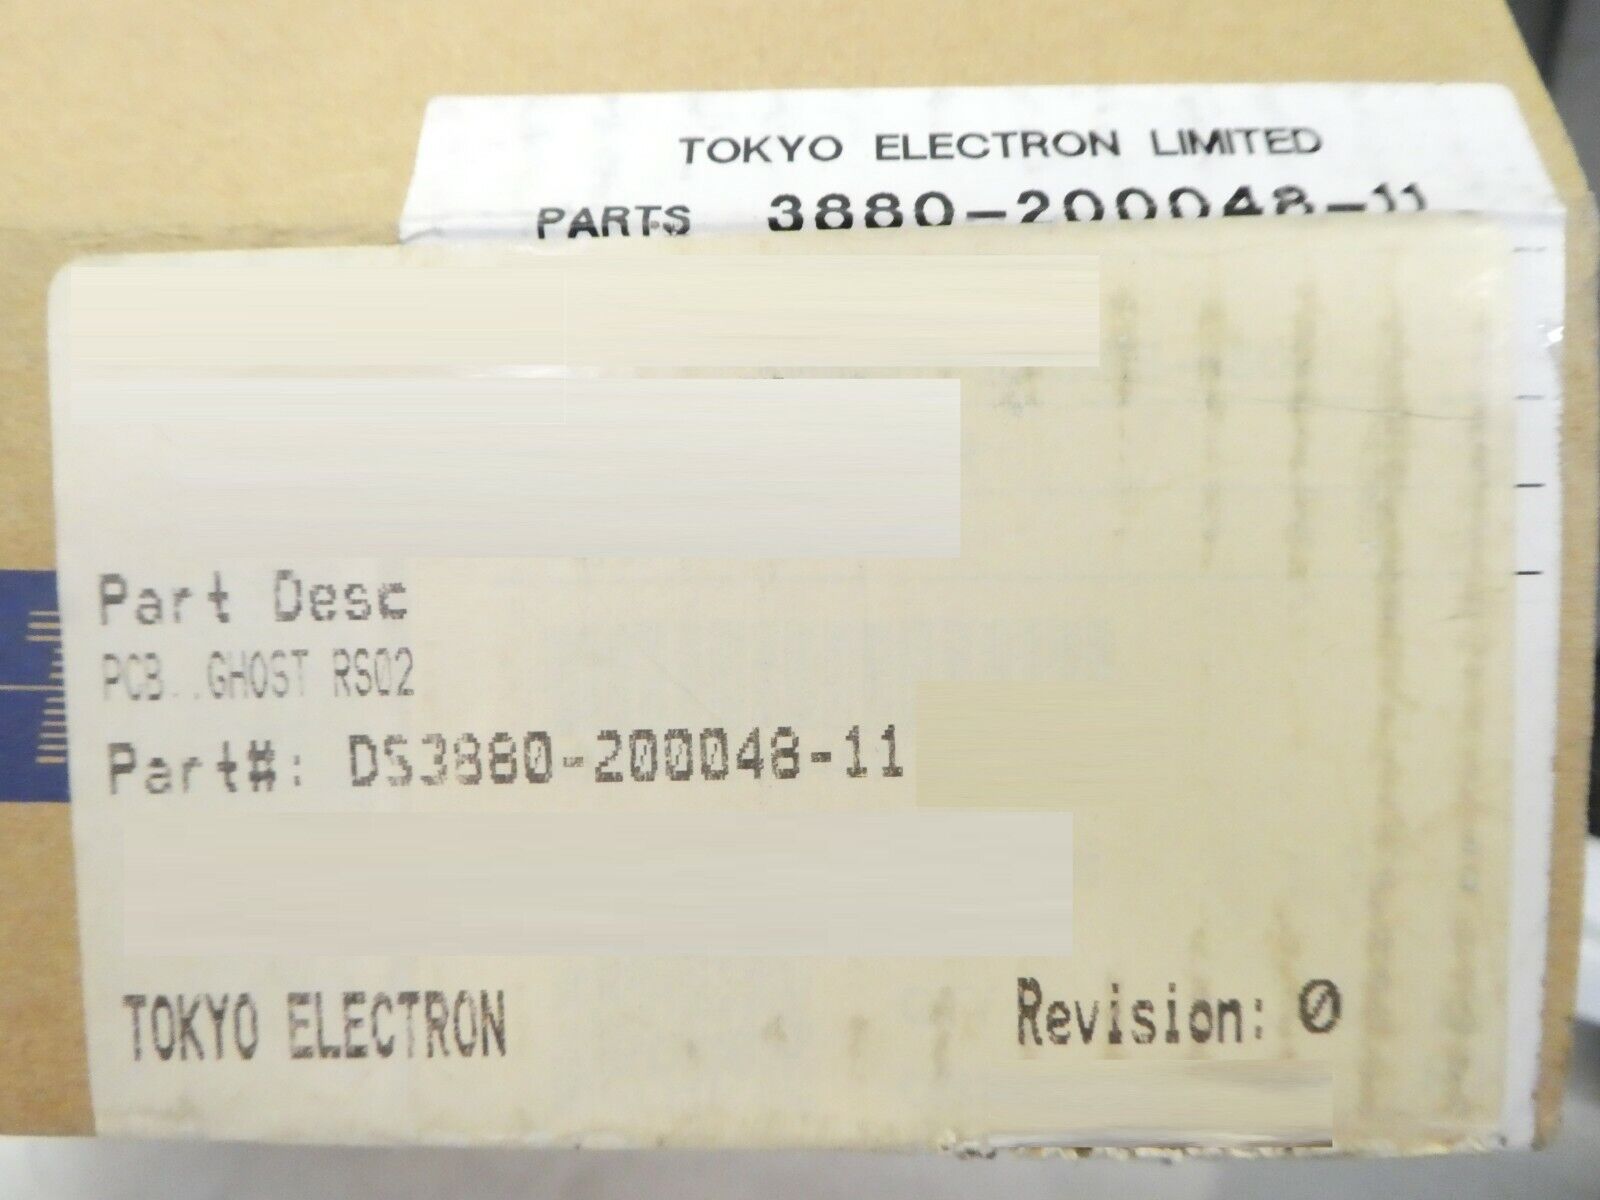 TOKYO ELECTRON LIMITED
PARTS 3880-200048-11
Part Desc
PCB..GHOST RS02
Part#: DS3880-200048-11
TOKYO ELECTRON
Revision: 0